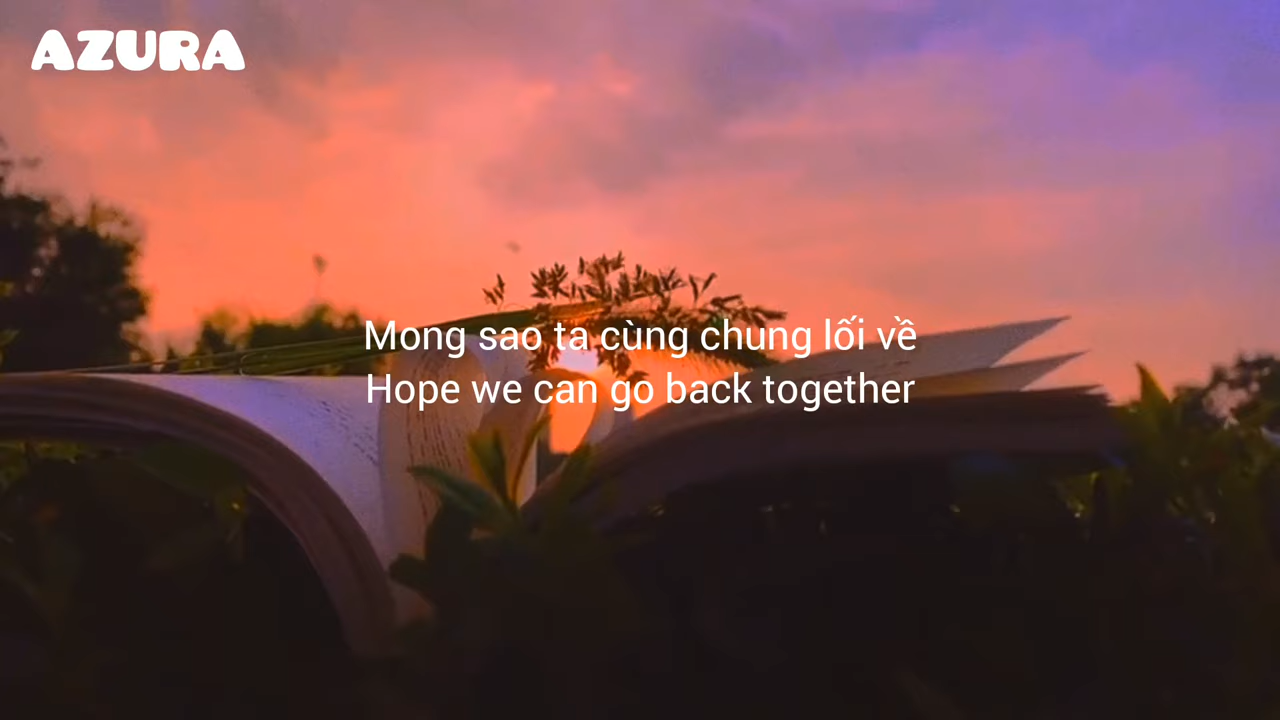 AZURA
Mong sao ta cùng chung lối về
Hope we can go back together